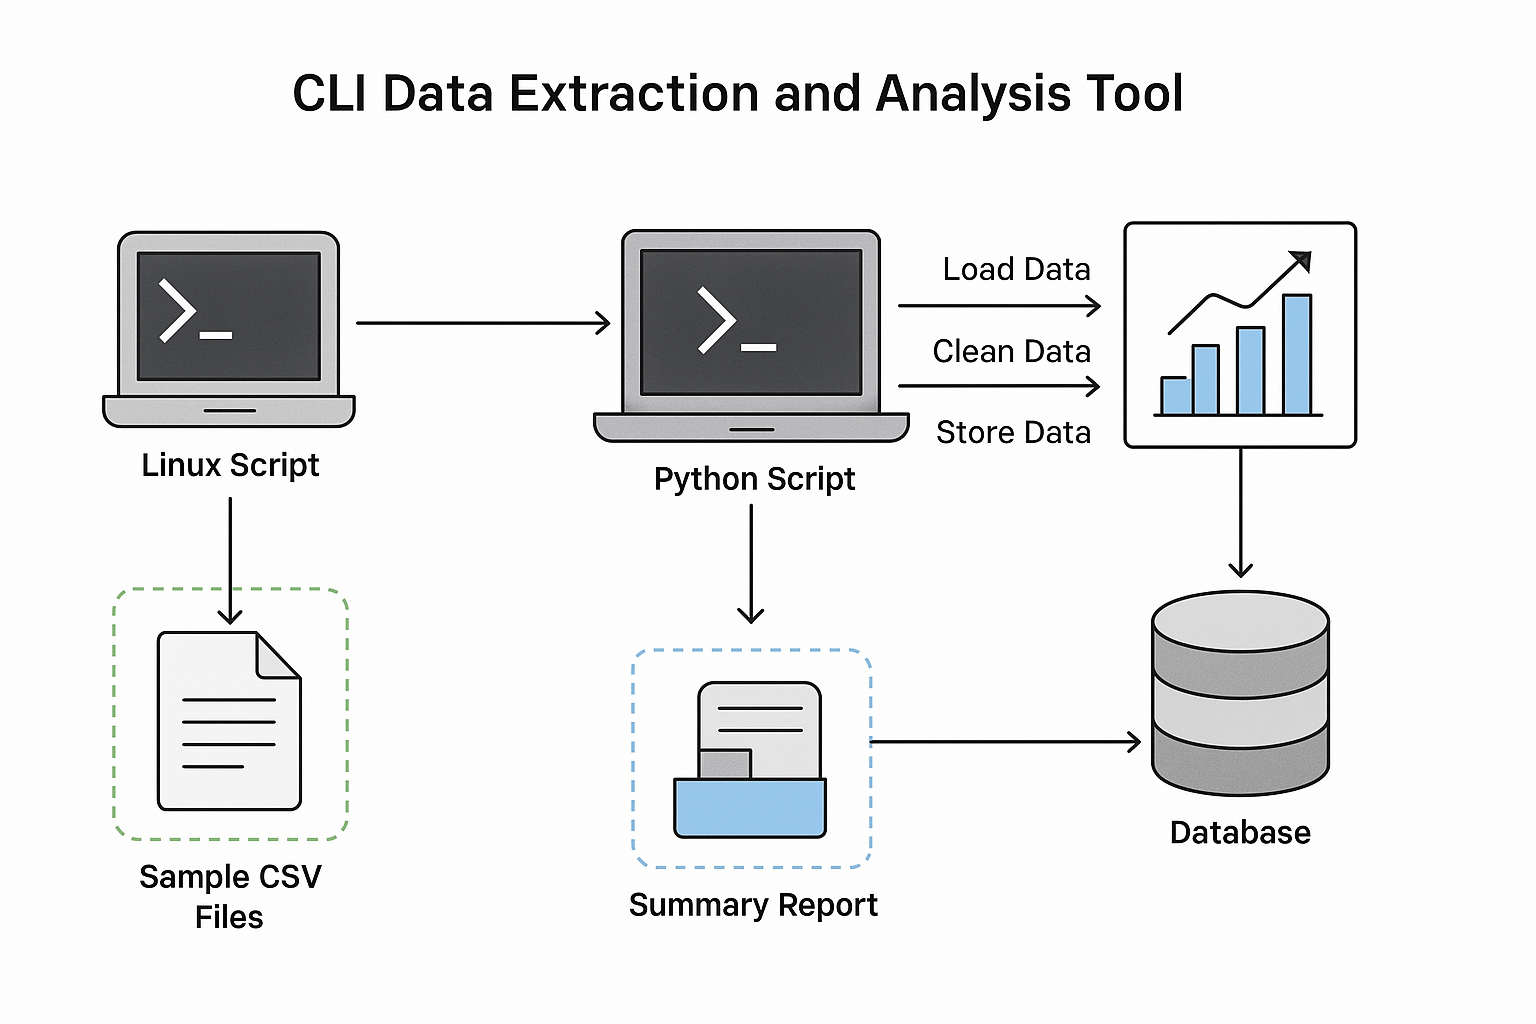 CLI Data Extraction and Analysis Tool
Load Data
Clean Data
Store Data
Linux Script
Python Script
Sample CSV
Files
Summary Report
Database